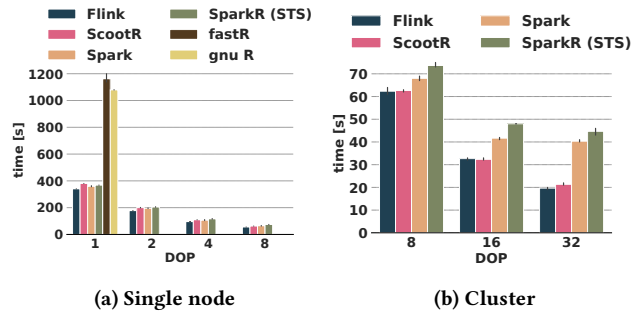 Flink SparkR (STS)
ScootR fastR
Spark gnu R
1200
1000
800
600
400
200
0
time [s]
1 2 4 8
DOP
(a) Single node
Flink Spark
ScootR SparkR (STS)
70
60
50
40
30
20
10
0
time [s]
8 16 32
DOP
(b) Cluster